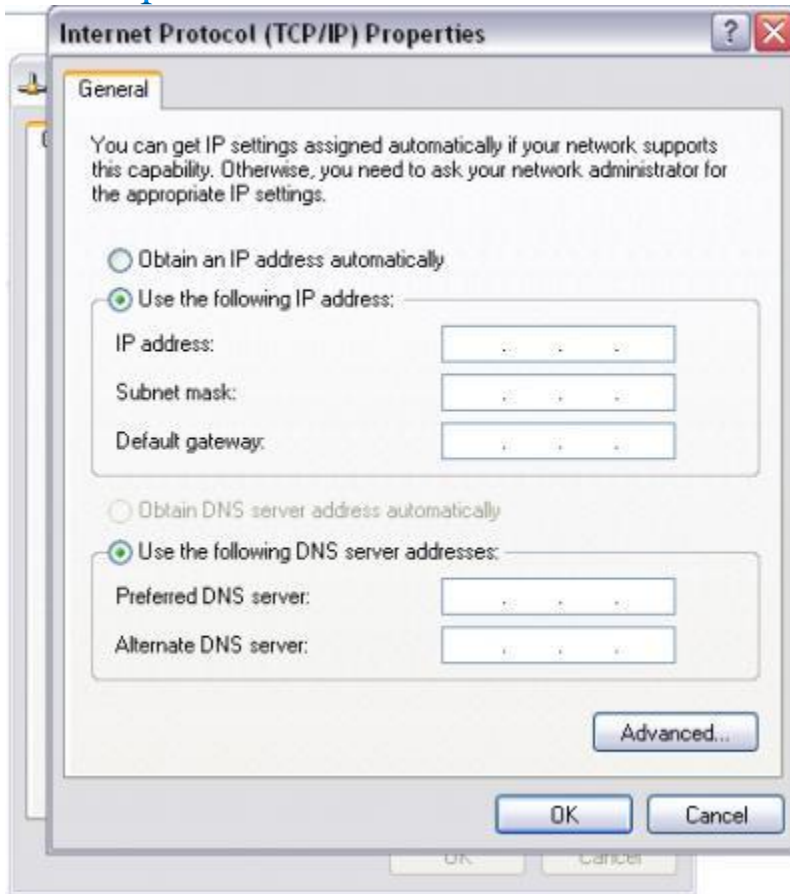 Internet Protocol (TCP/IP) Properties
General
You can get IP settings assigned automatically if your network supports
this capability. Otherwise, you need to ask your network administrator for
the appropriate IP settings.
Obtain an IP address automatically
Use the following IP address:
IP address:
Subnet mask:
Default gateway:
Obtain DNS server address automatically
Use the following DNS server addresses:
Preferred DNS server:
Alternate DNS server:
Advanced...
OK Cancel
OK Cancel